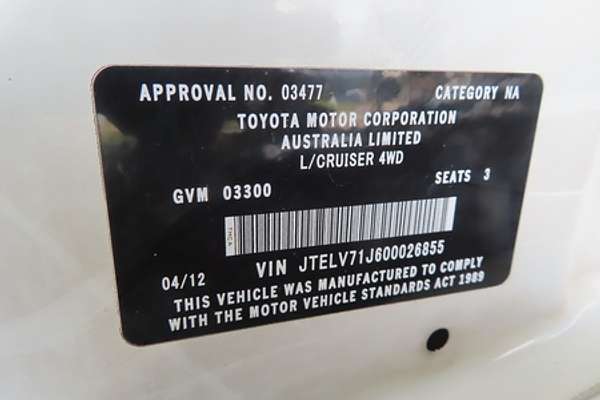 APPROVAL NO. 03477 CATEGORY NA
TOYOTA MOTOR CORPORATION
AUSTRALIA LIMITED
L/CRUISER 4WD
GVM 03300 SEATS 3
TMCA
04/12 VIN JTELV71J600026855
THIS VEHICLE WAS MANUFACTURED TO COMPLY
WITH THE MOTOR VEHICLE STANDARDS ACT 1989